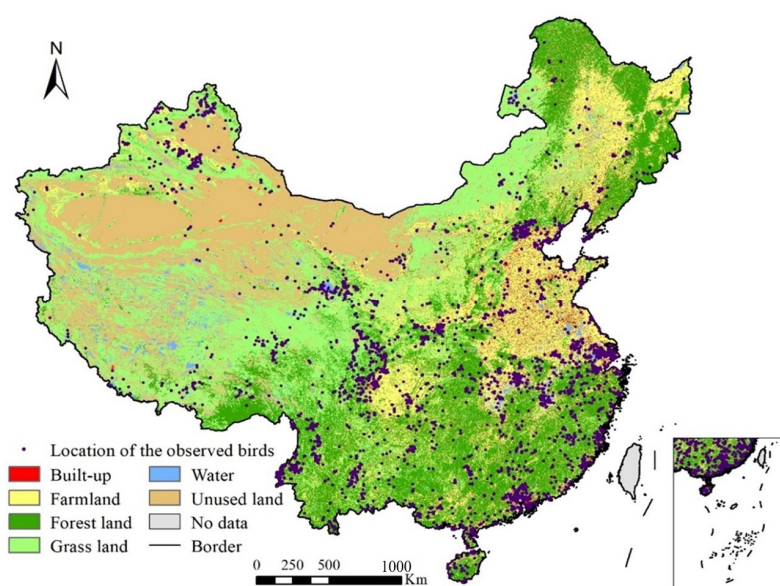 N
Location of the observed birds
Built-up
Water
Farmland
Unused land
Forest land
No data
Grass land
Border
0 250 500 1000
Km